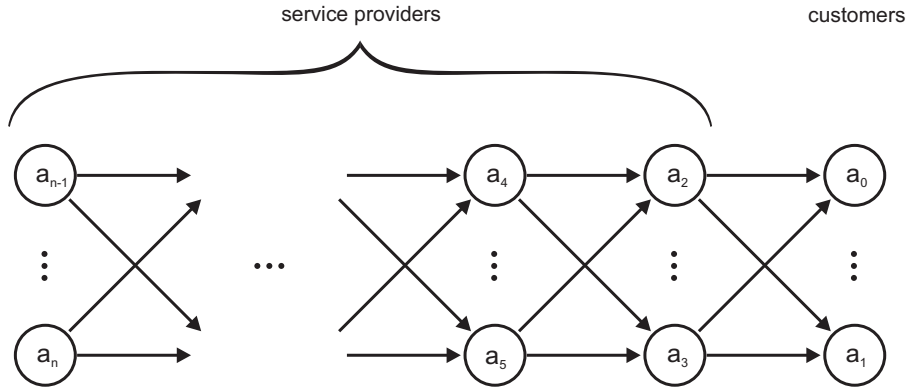 service providers customers
a_{n-1} a_4 a_2 a_0
...
a_n a_5 a_3 a_1